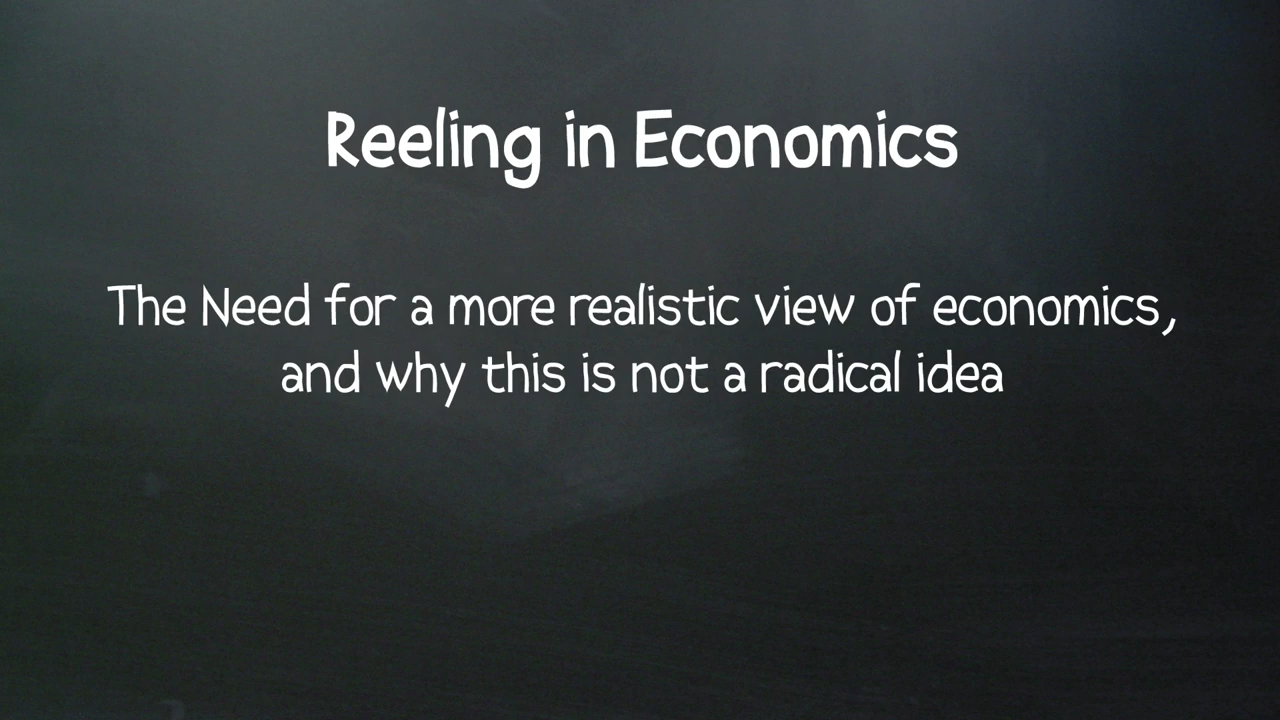 Reeling in Economics
The Need for a more realistic view of economics,
and why this is not a radical idea